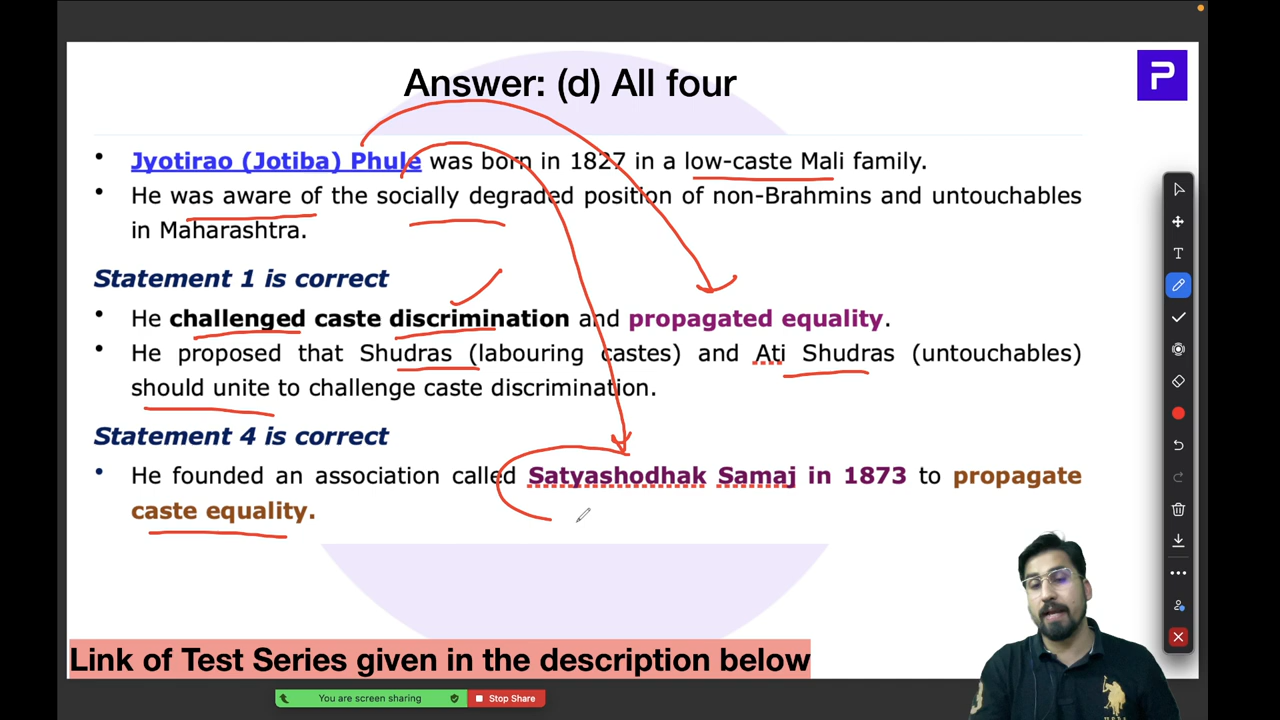 Answer: (d) All four
P
• Jyotirao (Jotiba) Phule was born in 1827 in a low-caste Mali family.
• He was aware of the socially degraded position of non-Brahmins and untouchables
in Maharashtra.
Statement 1 is correct
• He challenged caste discrimination and propagated equality.
• He proposed that Shudras (labouring castes) and Ati Shudras (untouchables)
should unite to challenge caste discrimination.
Statement 4 is correct
• He founded an association called Satyashodhak Samaj in 1873 to propagate
caste equality.
Link of Test Series given in the description below
You are screen sharing
Stop Share
T